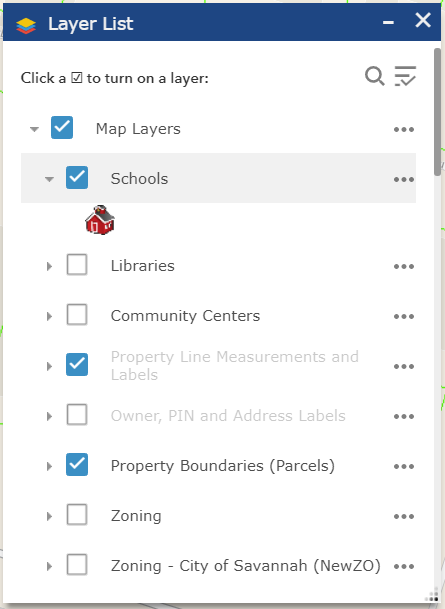 Layer List
Click a ☑ to turn on a layer:
Map Layers
Schools
Libraries
Community Centers
Property Line Measurements and
Labels
Owner, PIN and Address Labels
Property Boundaries (Parcels)
Zoning
Zoning - City of Savannah (NewZO)